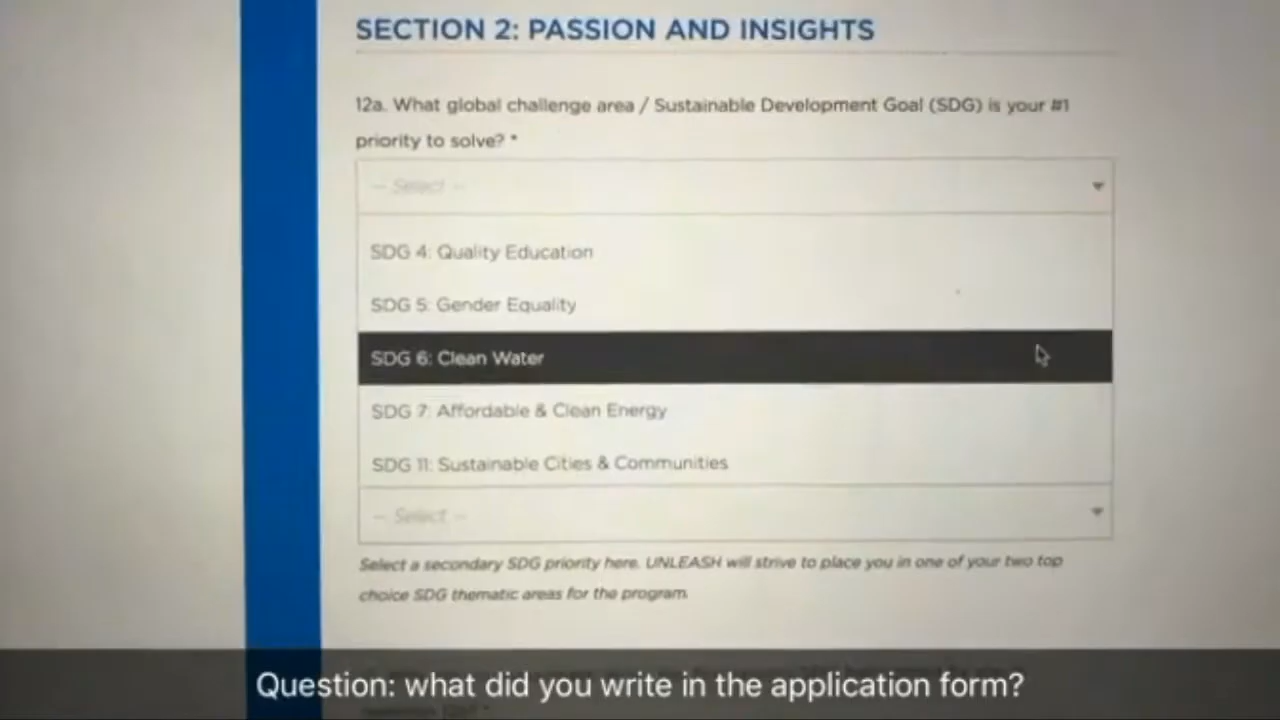 SECTION 2: PASSION AND INSIGHTS
12a. What global challenge area / Sustainable Development Goal (SDG) is your #1
priority to solve? *
-- Select --
SDG 4: Quality Education
SDG 5: Gender Equality
SDG 6: Clean Water
SDG 7: Affordable & Clean Energy
SDG 11: Sustainable Cities & Communities
-- Select --
Select a secondary SDG priority here. UNLEASH will strive to place you in one of your two top
choice SDG thematic areas for the program.
Question: what did you write in the application form?